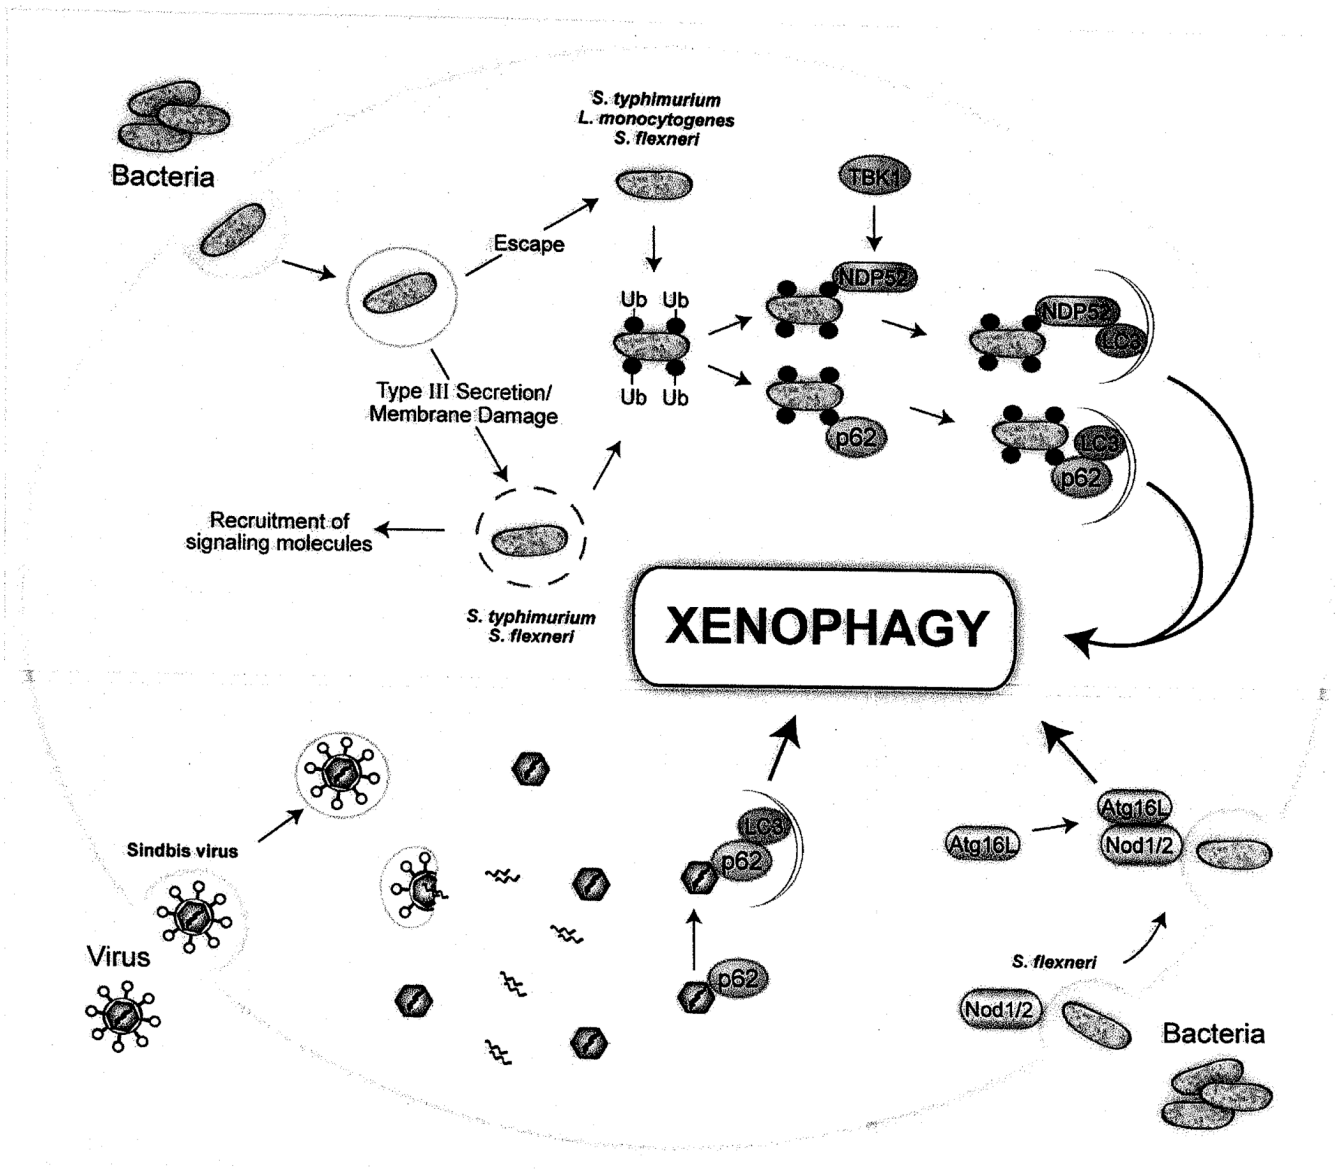 S. typhimurium
L. monocytogenes
S. flexneri
Bacteria
TBK1
Escape
NDP52
Ub Ub
NDP52
LC3
Type III Secretion/
Membrane Damage
Ub Ub
p62
LC3
p62
Recruitment of
signaling molecules
S. typhimurium
S. flexneri
XENOPHAGY
Sindbis virus
Virus
LC3
p62
p62
Atg16L
Atg16L
Nod1/2
S. flexneri
Nod1/2
Bacteria